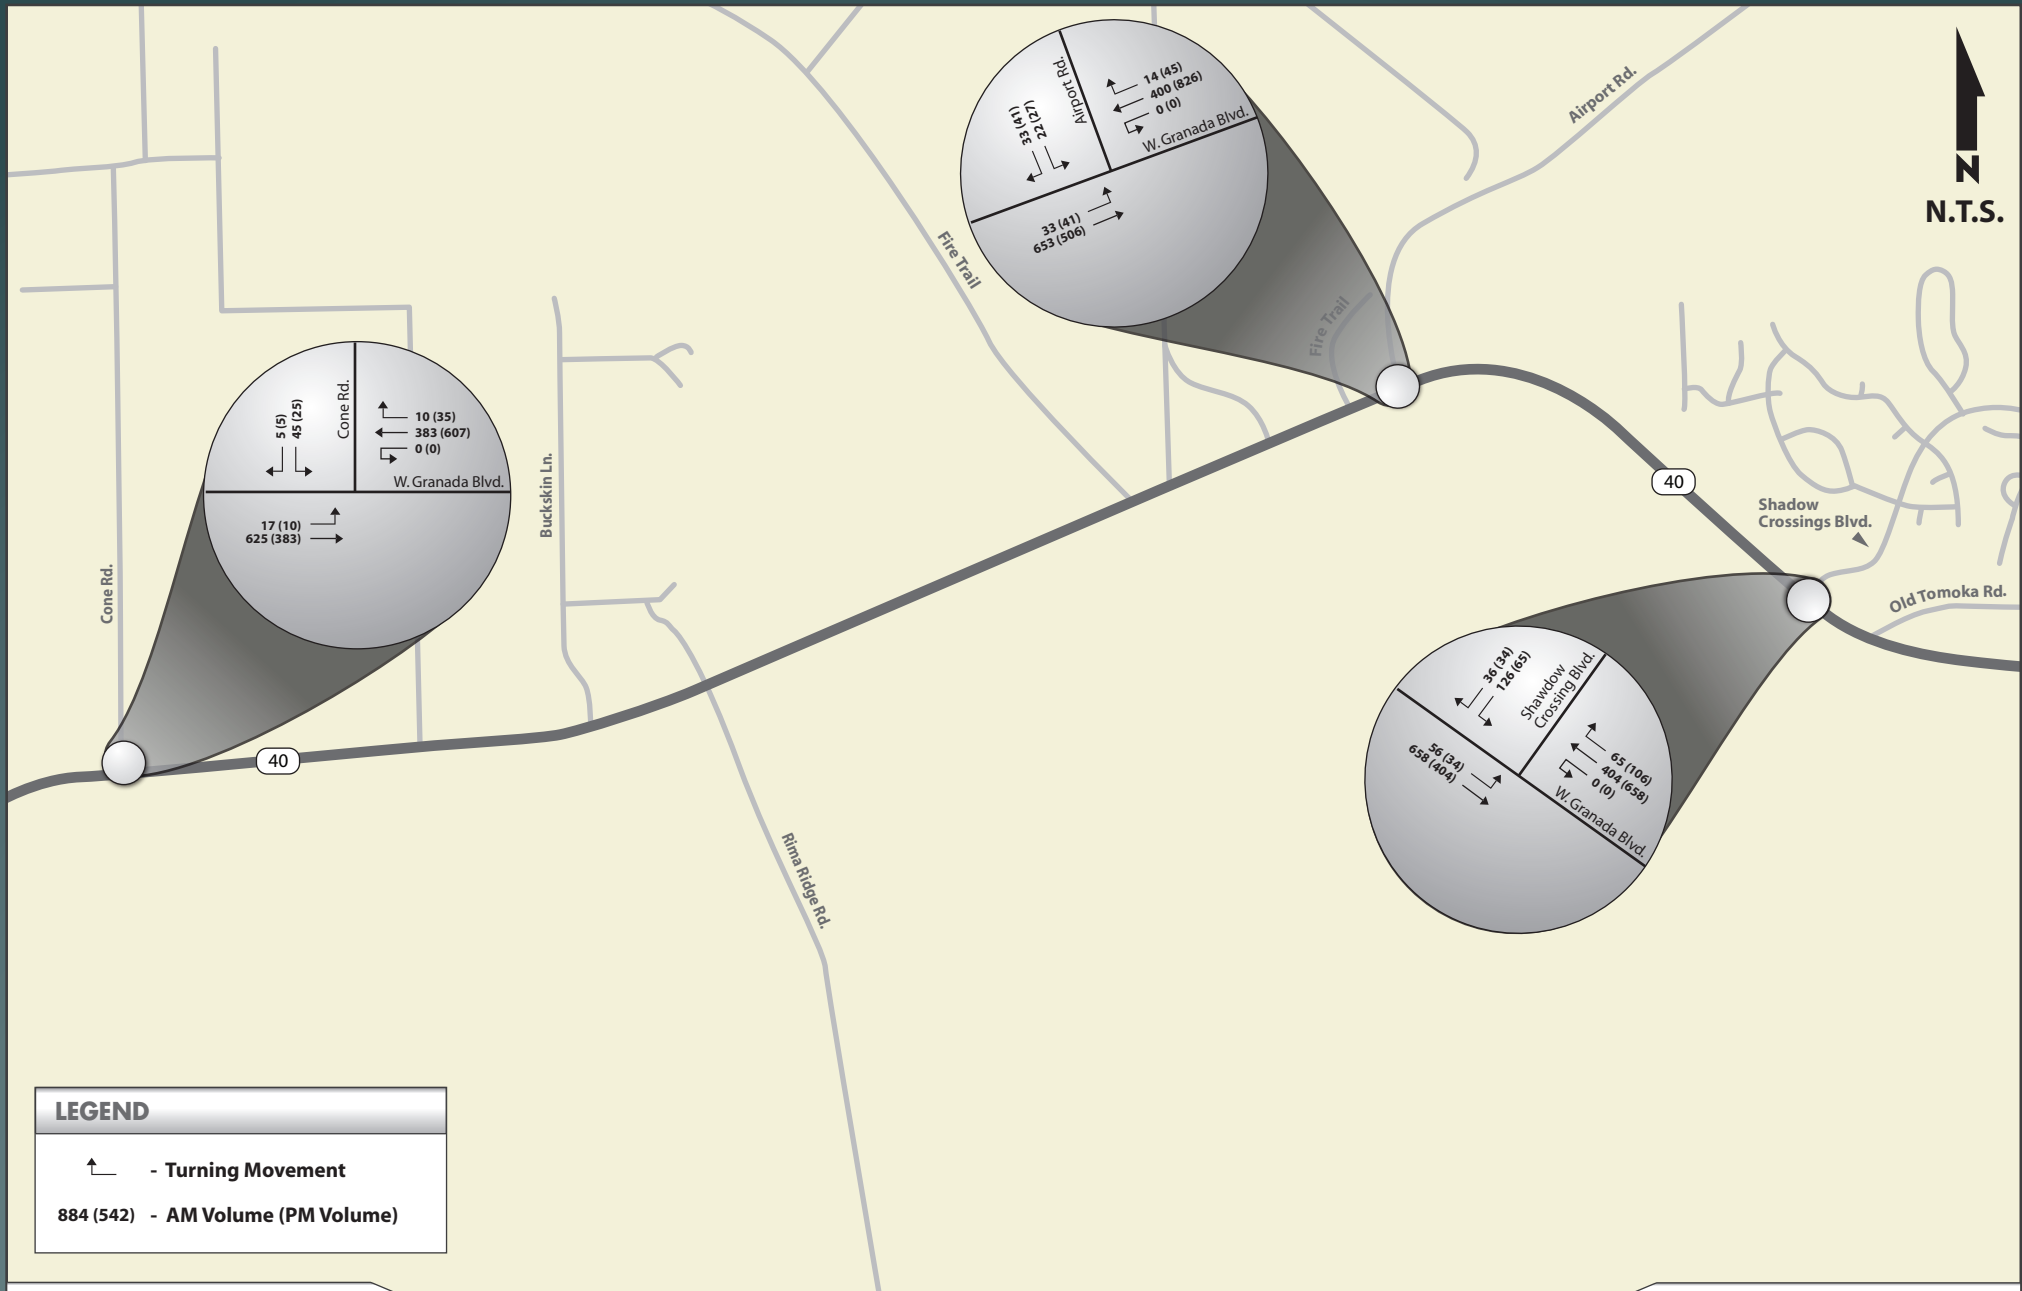 Airport Rd.
14 (45)
400 (826)
0 (0)
W. Granada Blvd.
33 (41)
22 (27)
33 (41)
653 (506)
Airport Rd.
N
N.T.S.
Fire Trail
Fire Trail
Cone Rd.
5 (5)
45 (25)
10 (35)
383 (607)
0 (0)
W. Granada Blvd.
17 (10)
625 (383)
Buckskin Ln.
Cone Rd.
40
40
Shadow
Crossings Blvd.
Old Tomoka Rd.
36 (34)
126 (65)
Shawdow
Crossing Blvd.
65 (106)
404 (658)
0 (0)
W. Granada Blvd.
56 (34)
658 (404)
Rima Ridge Rd.
LEGEND
- Turning Movement
884 (542) - AM Volume (PM Volume)